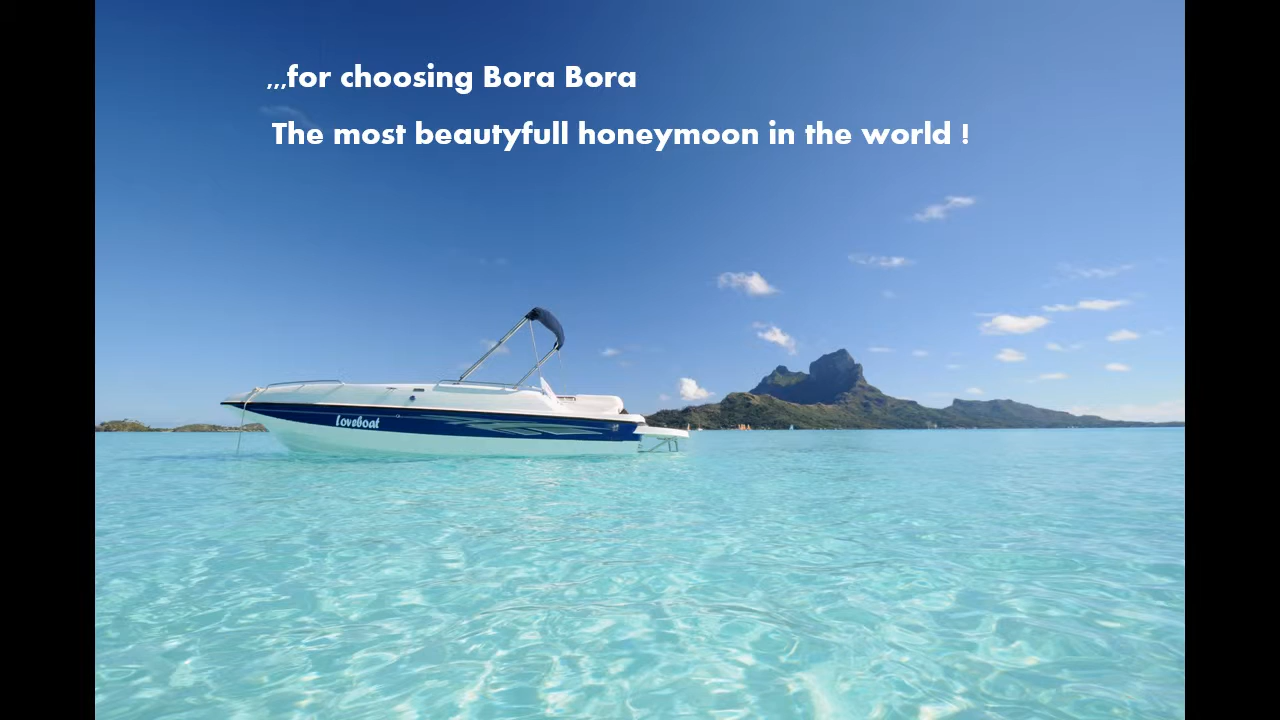 ,,,for choosing Bora Bora
The most beautyfull honeymoon in the world !
loveboat